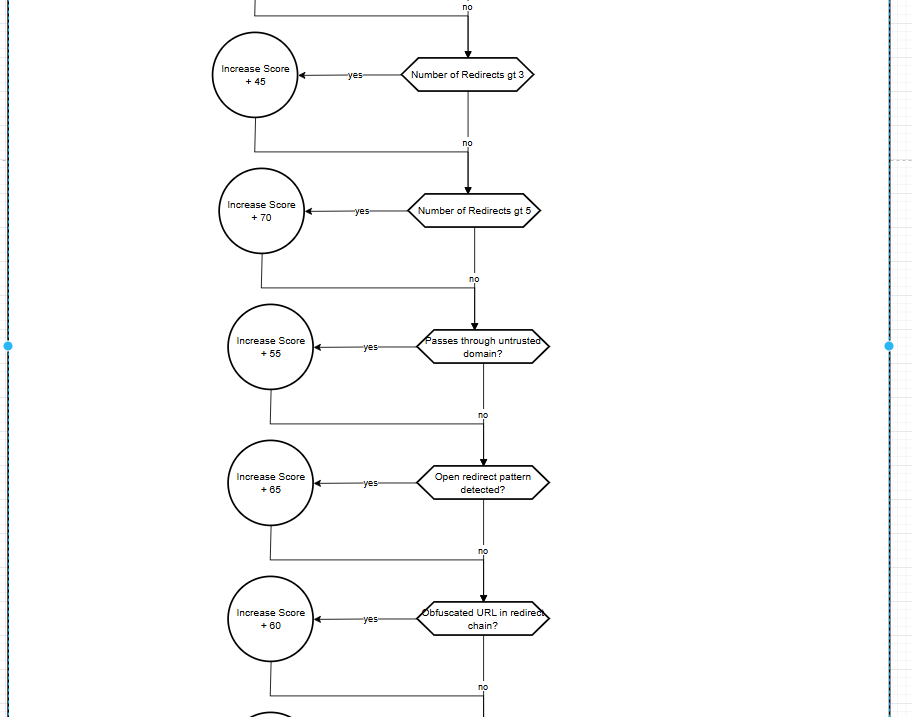 no
Increase Score
+ 45
yes
Number of Redirects gt 3
no
Increase Score
+ 70
yes
Number of Redirects gt 5
no
Increase Score
+ 55
yes
Passes through untrusted
domain?
no
Increase Score
+ 65
yes
Open redirect pattern
detected?
no
Increase Score
+ 60
yes
Obfuscated URL in redirect
chain?
no